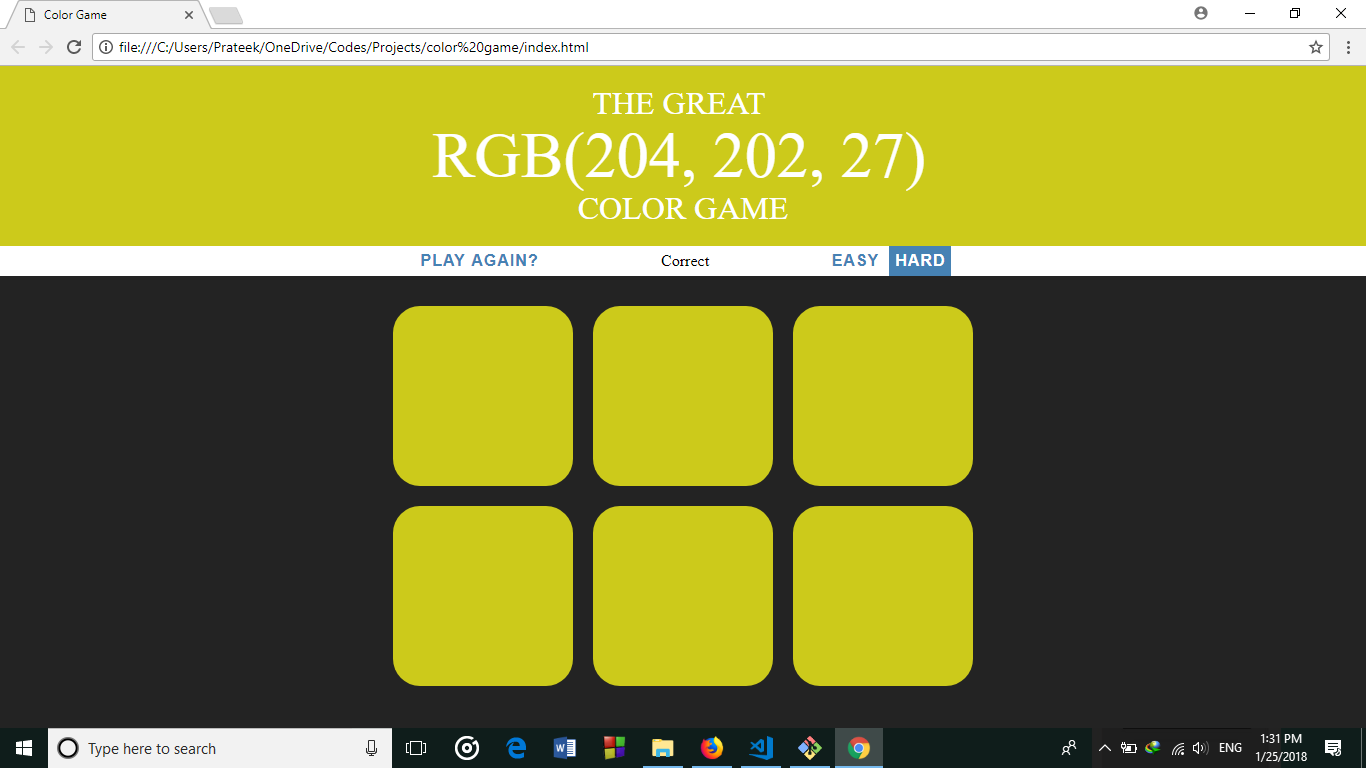 Color Game
file:///C:/Users/Prateek/OneDrive/Codes/Projects/color%20game/index.html
THE GREAT
RGB(204, 202, 27)
COLOR GAME
PLAY AGAIN? Correct EASY HARD
Type here to search
ENG
1:31 PM
1/25/2018